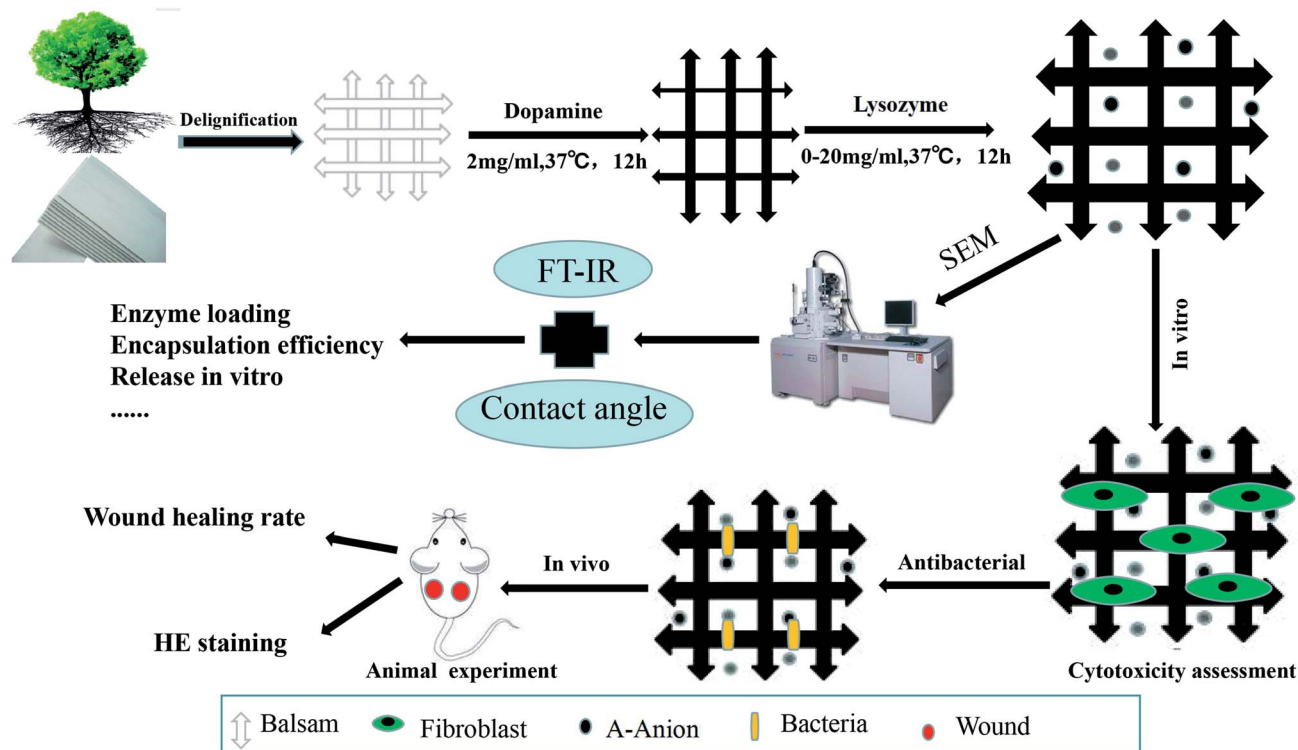 Delignification
Dopamine
2mg/ml,37℃, 12h
Lysozyme
0-20mg/ml,37℃, 12h
SEM
In vitro
FT-IR
Contact angle
Enzyme loading
Encapsulation efficiency
Release in vitro
......
Cytotoxicity assessment
Antibacterial
In vivo
Animal experiment
Wound healing rate
HE staining
Balsam
Fibroblast
A-Anion
Bacteria
Wound